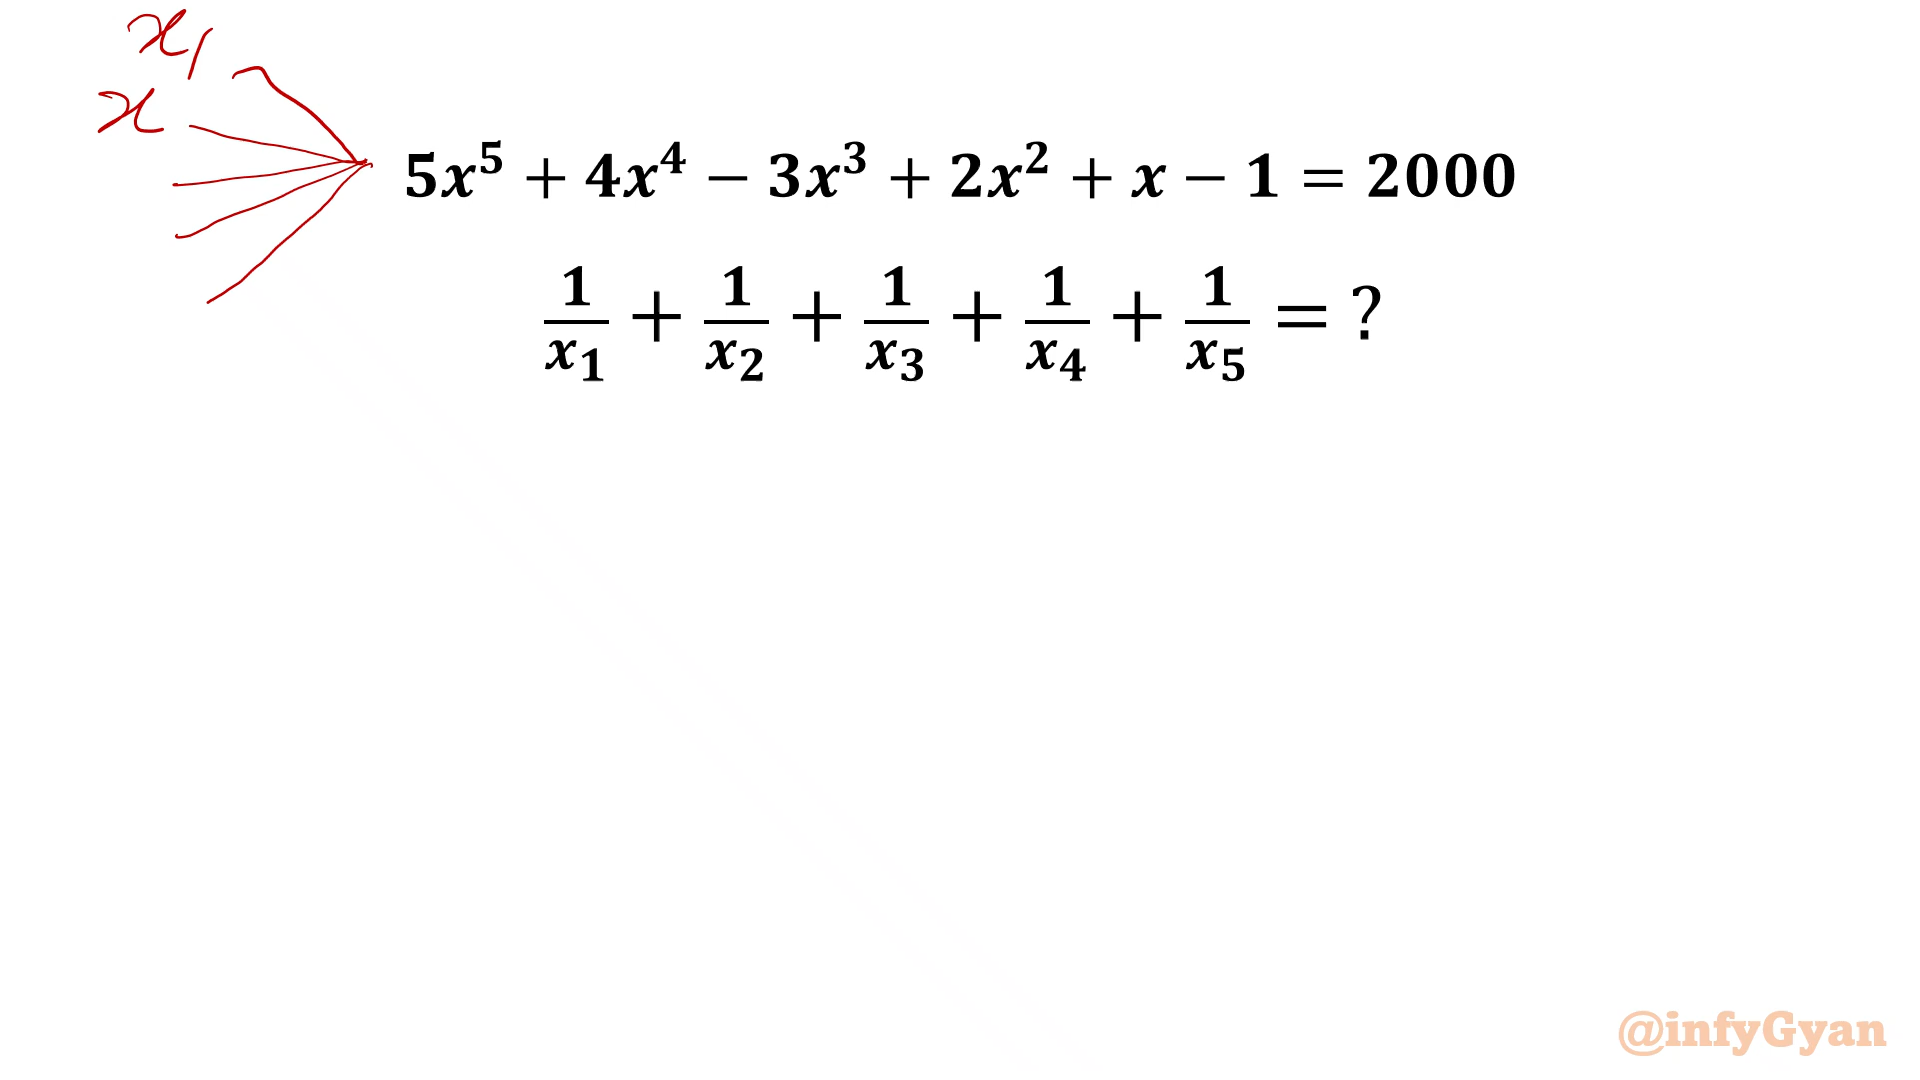 x₁
x
5x⁵ + 4x⁴ − 3x³ + 2x² + x − 1 = 2000
1/x₁ + 1/x₂ + 1/x₃ + 1/x₄ + 1/x₅ = ?
@infyGyan